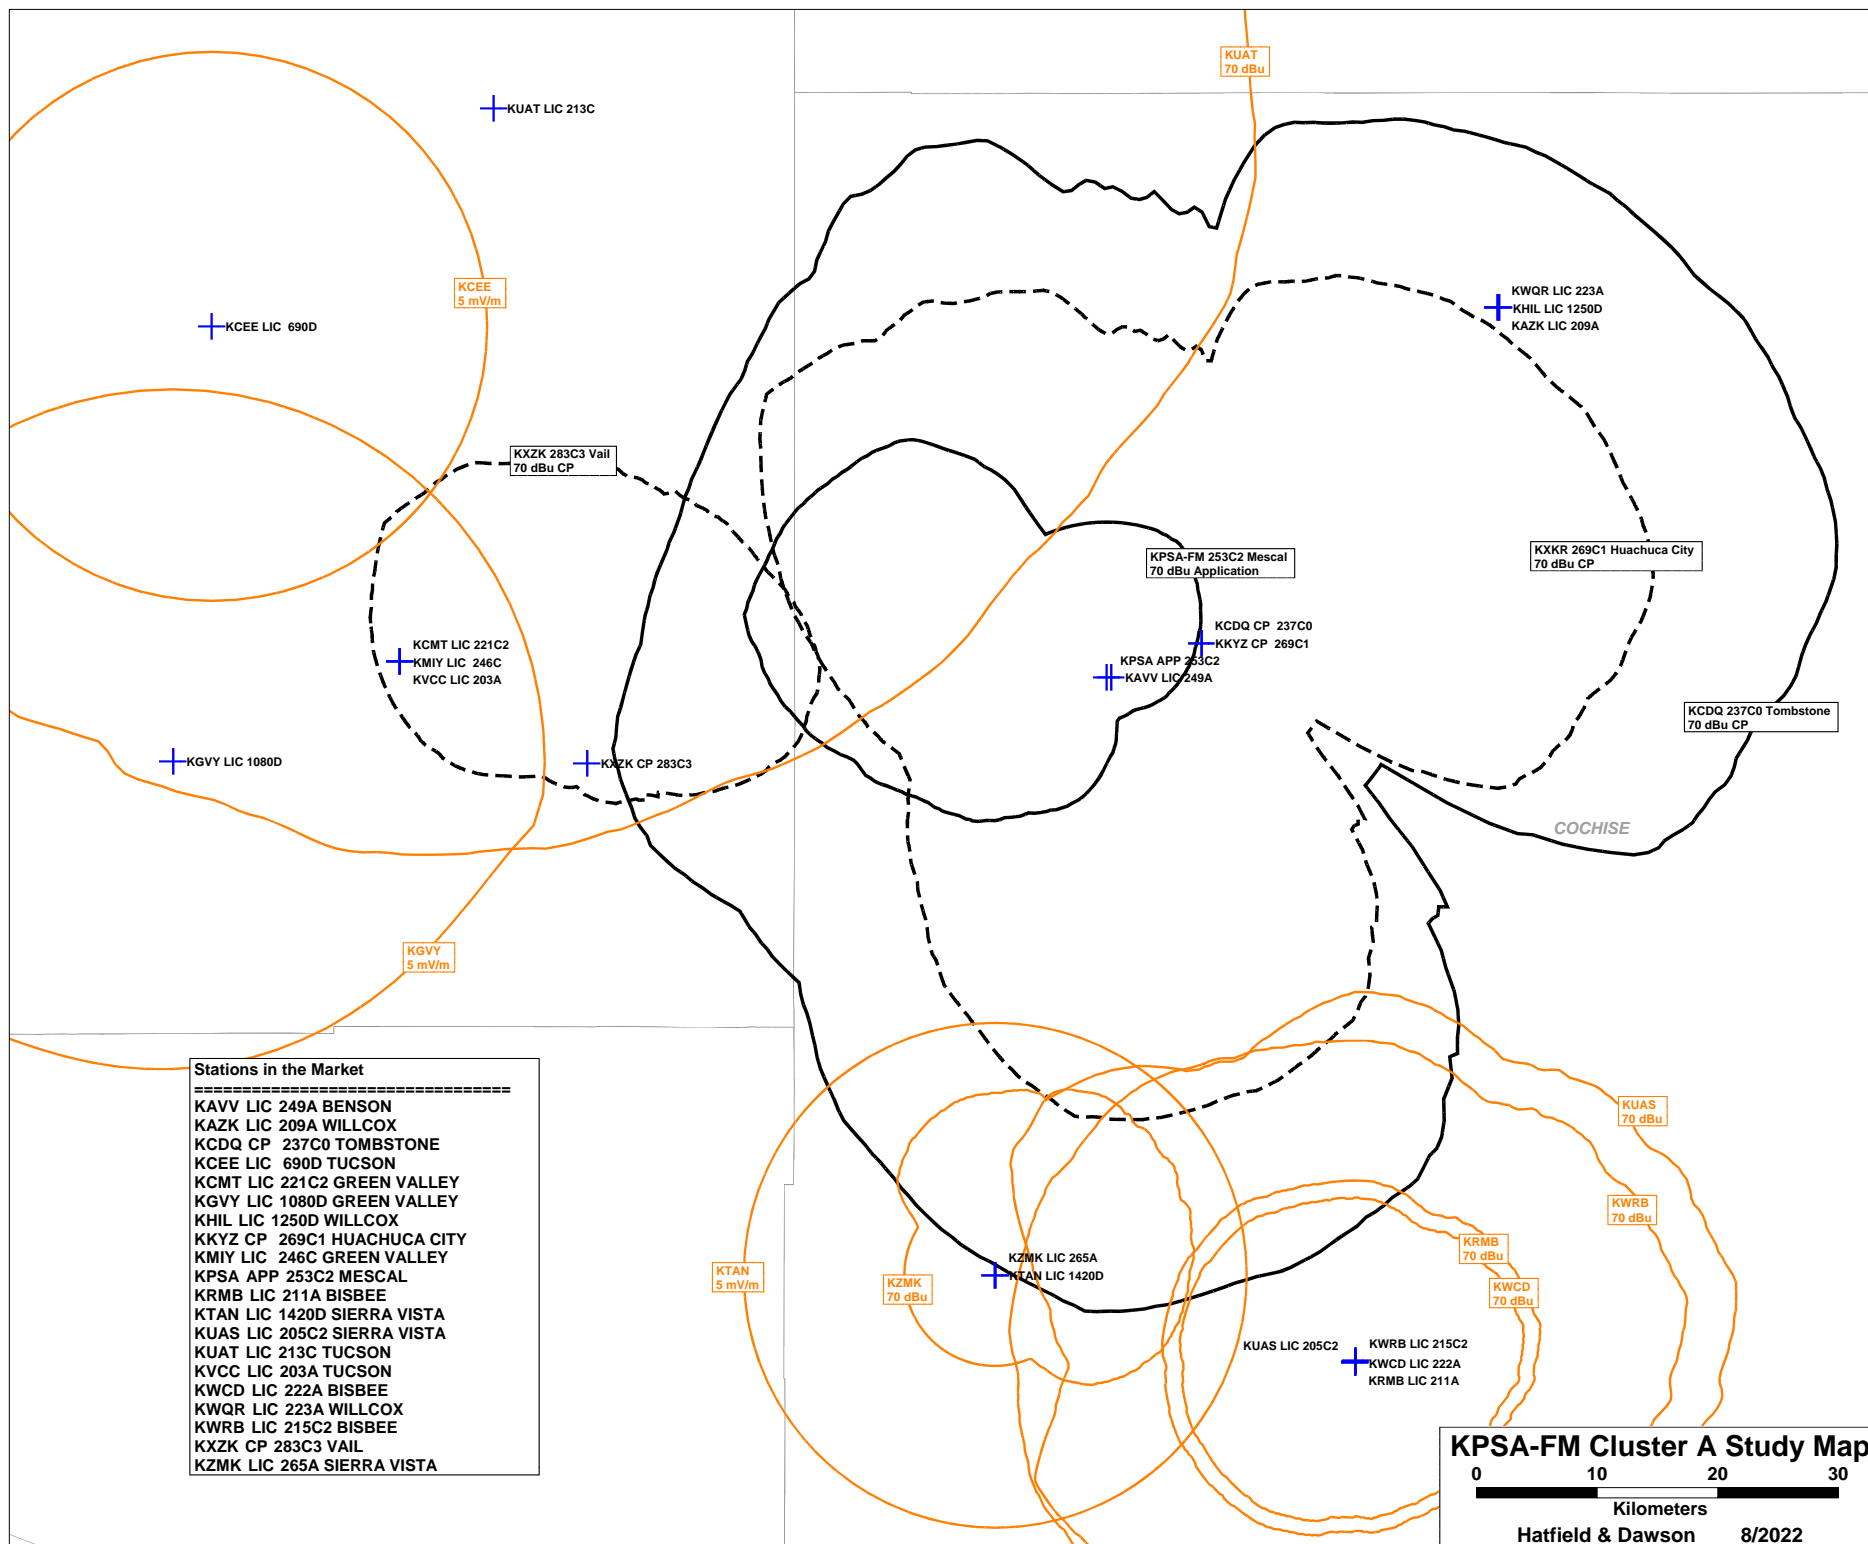 KUAT
70 dBu
KUAT LIC 213C
KCEE
5 mV/m
KWQR LIC 223A
KHIL LIC 1250D
KAZK LIC 209A
KCEE LIC  690D
KXZK 283C3 Vail
70 dBu CP
KPSA-FM 253C2 Mescal
70 dBu Application
KXKR 269C1 Huachuca City
70 dBu CP
KCDQ CP  237C0
KKYZ CP  269C1
KCMT LIC 221C2
KMIY LIC  246C
KVCC LIC 203A
KPSA APP 253C2
KAVV LIC 249A
KCDQ 237C0 Tombstone
70 dBu CP
KGVY LIC 1080D
KXZK CP 283C3
COCHISE
KGVY
5 mV/m
Stations in the Market
=================================
KAVV LIC 249A BENSON
KAZK LIC 209A WILLCOX
KCDQ CP  237C0 TOMBSTONE
KCEE LIC  690D TUCSON
KCMT LIC 221C2 GREEN VALLEY
KGVY LIC 1080D GREEN VALLEY
KHIL LIC 1250D WILLCOX
KKYZ CP  269C1 HUACHUCA CITY
KMIY LIC  246C GREEN VALLEY
KPSA APP 253C2 MESCAL
KRMB LIC 211A BISBEE
KTAN LIC 1420D SIERRA VISTA
KUAS LIC 205C2 SIERRA VISTA
KUAT LIC 213C TUCSON
KVCC LIC 203A TUCSON
KWCD LIC 222A BISBEE
KWQR LIC 223A WILLCOX
KWRB LIC 215C2 BISBEE
KXZK CP 283C3 VAIL
KZMK LIC 265A SIERRA VISTA
KUAS
70 dBu
KWRB
70 dBu
KRMB
70 dBu
KWCD
70 dBu
KTAN
5 mV/m
KZMK
70 dBu
KZMK LIC 265A
KTAN LIC 1420D
KUAS LIC 205C2
KWRB LIC 215C2
KWCD LIC 222A
KRMB LIC 211A
KPSA-FM Cluster A Study Map
0 10 20 30
Kilometers
Hatfield & Dawson 8/2022